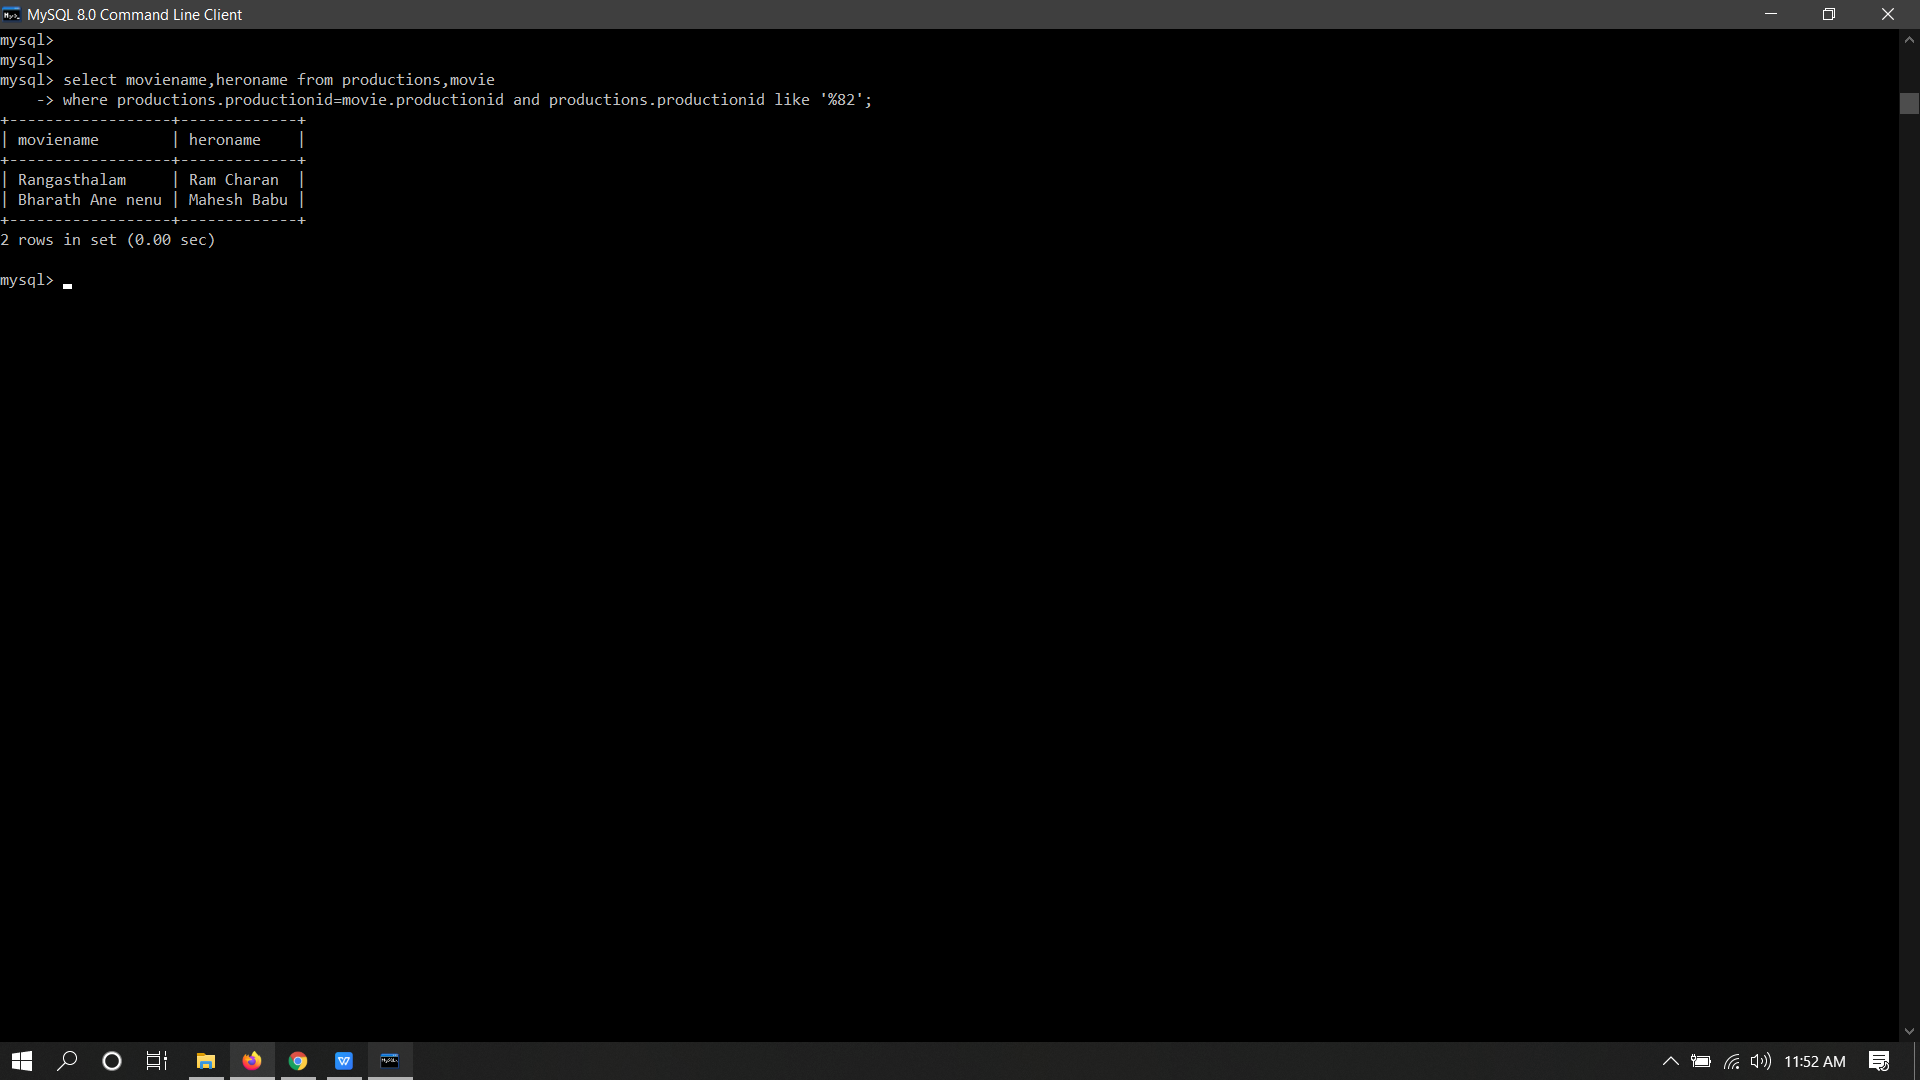 MySQL 8.0 Command Line Client
mysql>
mysql>
mysql> select moviename,heroname from productions,movie
    -> where productions.productionid=movie.productionid and productions.productionid like '%82';
+------------------+-------------+
| moviename        | heroname    |
+------------------+-------------+
| Rangasthalam     | Ram Charan  |
| Bharath Ane nenu | Mahesh Babu |
+------------------+-------------+
2 rows in set (0.00 sec)
mysql>
11:52 AM